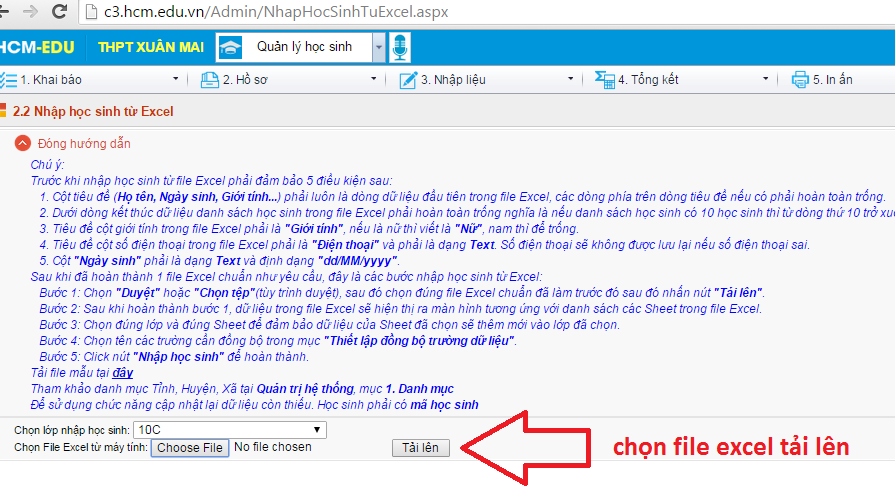 c3.hcm.edu.vn/Admin/NhapHocSinhTuExcel.aspx
HCM-EDU THPT XUÂN MAI Quản lý học sinh
1. Khai báo 2. Hồ sơ 3. Nhập liệu 4. Tổng kết 5. In ấn
2.2 Nhập học sinh từ Excel
Đóng hướng dẫn
Chú ý:
Trước khi nhập học sinh từ file Excel phải đảm bảo 5 điều kiện sau:
1. Cột tiêu đề (Họ tên, Ngày sinh, Giới tính...) phải luôn là dòng dữ liệu đầu tiên trong file Excel, các dòng phía trên dòng tiêu đề nếu có phải hoàn toàn trống.
2. Dưới dòng kết thúc dữ liệu danh sách học sinh trong file Excel phải hoàn toàn trống nghĩa là nếu danh sách học sinh có 10 học sinh thì từ dòng thứ 10 trở xuố
3. Tiêu đề cột giới tính trong file Excel phải là "Giới tính", nếu là nữ thì viết là "Nữ", nam thì để trống.
4. Tiêu đề cột số điện thoại trong file Excel phải là "Điện thoại" và phải là dạng Text. Số điện thoại sẽ không được lưu lại nếu số điện thoại sai.
5. Cột "Ngày sinh" phải là dạng Text và định dạng "dd/MM/yyyy".
Sau khi đã hoàn thành 1 file Excel chuẩn như yêu cầu, đây là các bước nhập học sinh từ Excel:
Bước 1: Chọn "Duyệt" hoặc "Chọn tệp"(tùy trình duyệt), sau đó chọn đúng file Excel chuẩn đã làm trước đó sau đó nhấn nút "Tải lên".
Bước 2: Sau khi hoàn thành bước 1, dữ liệu trong file Excel sẽ hiện thị ra màn hình tương ứng với danh sách các Sheet trong file Excel.
Bước 3: Chọn đúng lớp và đúng Sheet để đảm bảo dữ liệu của Sheet đã chọn sẽ thêm mới vào lớp đã chọn.
Bước 4: Chọn tên các trường cần đồng bộ trong mục "Thiết lập đồng bộ trường dữ liệu".
Bước 5: Click nút "Nhập học sinh" để hoàn thành.
Tải file mẫu tại đây
Tham khảo danh mục Tỉnh, Huyện, Xã tại Quản trị hệ thống, mục 1. Danh mục
Để sử dụng chức năng cập nhật lại dữ liệu còn thiếu. Học sinh phải có mã học sinh
Chọn lớp nhập học sinh: 10C
Chọn File Excel từ máy tính: Choose File No file chosen Tải lên
chọn file excel tải lên